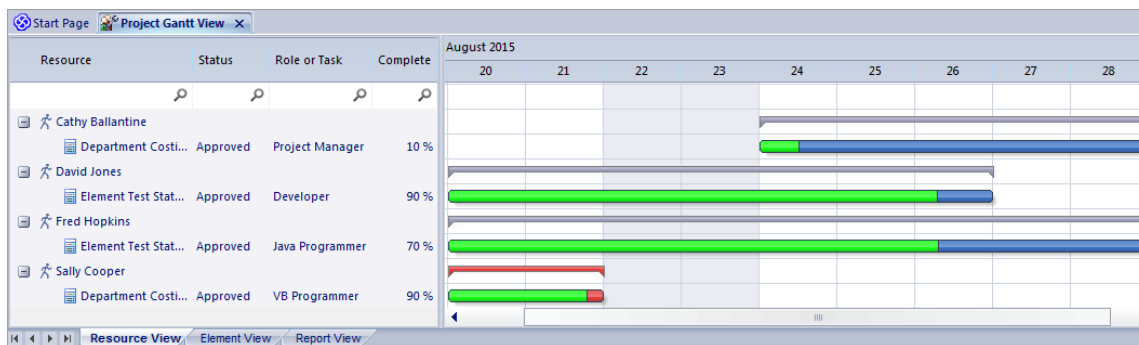 Start Page Project Gantt View X
August 2015
Resource Status Role or Task Complete
20 21 22 23 24 25 26 27 28
Cathy Ballantine
Department Costi... Approved Project Manager 10 %
David Jones
Element Test Stat... Approved Developer 90 %
Fred Hopkins
Element Test Stat... Approved Java Programmer 70 %
Sally Cooper
Department Costi... Approved VB Programmer 90 %
Resource View Element View Report View